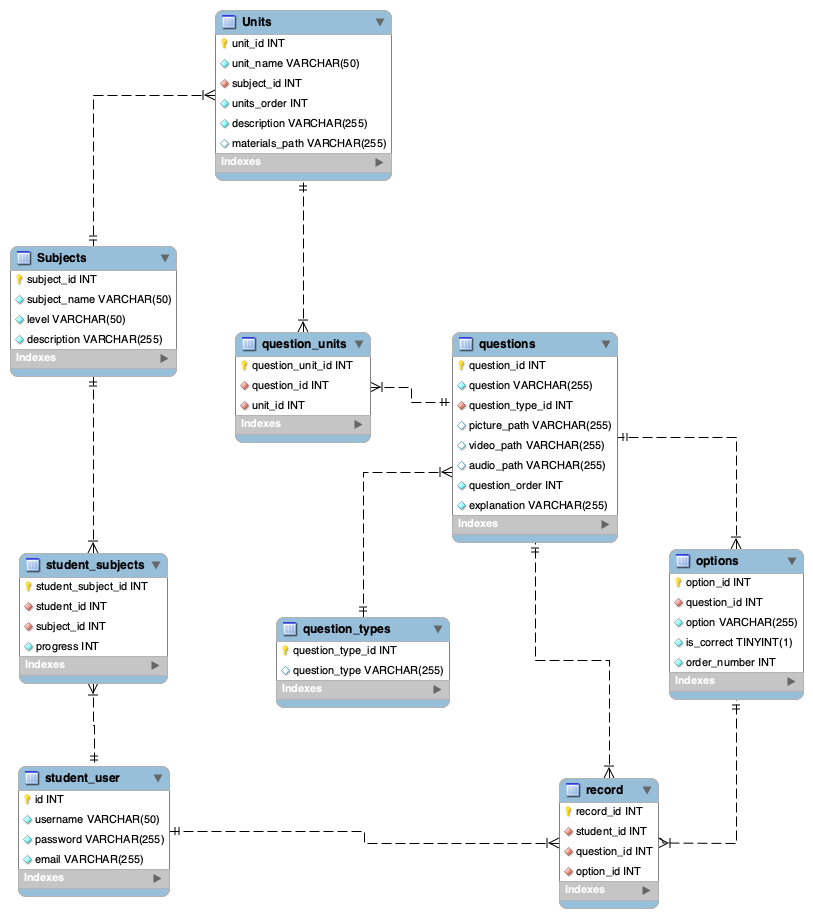 Units
unit_id INT
unit_name VARCHAR(50)
subject_id INT
units_order INT
description VARCHAR(255)
materials_path VARCHAR(255)
Indexes
Subjects
subject_id INT
subject_name VARCHAR(50)
level VARCHAR(50)
description VARCHAR(255)
Indexes
question_units
question_unit_id INT
question_id INT
unit_id INT
Indexes
questions
question_id INT
question VARCHAR(255)
question_type_id INT
picture_path VARCHAR(255)
video_path VARCHAR(255)
audio_path VARCHAR(255)
question_order INT
explanation VARCHAR(255)
Indexes
student_subjects
student_subject_id INT
student_id INT
subject_id INT
progress INT
Indexes
question_types
question_type_id INT
question_type VARCHAR(255)
Indexes
options
option_id INT
question_id INT
option VARCHAR(255)
is_correct TINYINT(1)
order_number INT
Indexes
student_user
id INT
username VARCHAR(50)
password VARCHAR(255)
email VARCHAR(255)
Indexes
record
record_id INT
student_id INT
question_id INT
option_id INT
Indexes